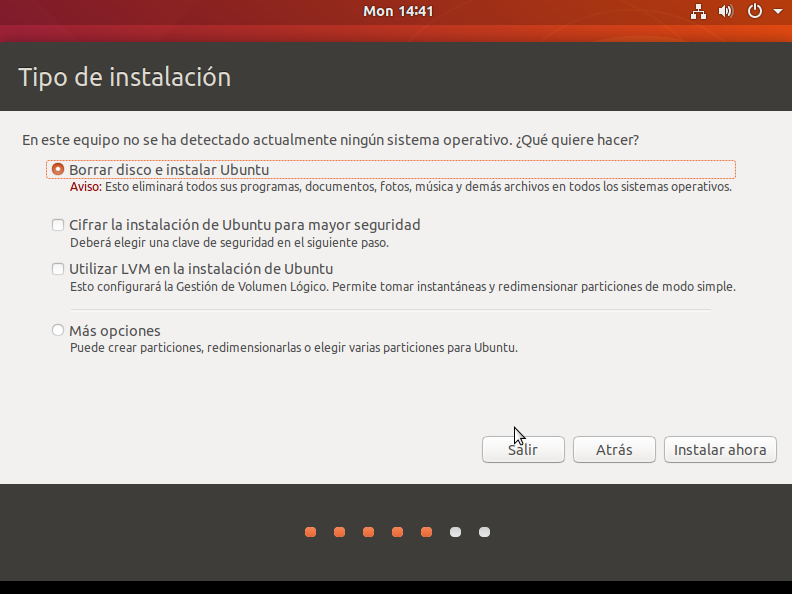 Mon 14:41
Tipo de instalación
En este equipo no se ha detectado actualmente ningún sistema operativo. ¿Qué quiere hacer?
Borrar disco e instalar Ubuntu
Aviso: Esto eliminará todos sus programas, documentos, fotos, música y demás archivos en todos los sistemas operativos.
Cifrar la instalación de Ubuntu para mayor seguridad
Deberá elegir una clave de seguridad en el siguiente paso.
Utilizar LVM en la instalación de Ubuntu
Esto configurará la Gestión de Volumen Lógico. Permite tomar instantáneas y redimensionar particiones de modo simple.
Más opciones
Puede crear particiones, redimensionarlas o elegir varias particiones para Ubuntu.
Salir Atrás Instalar ahora